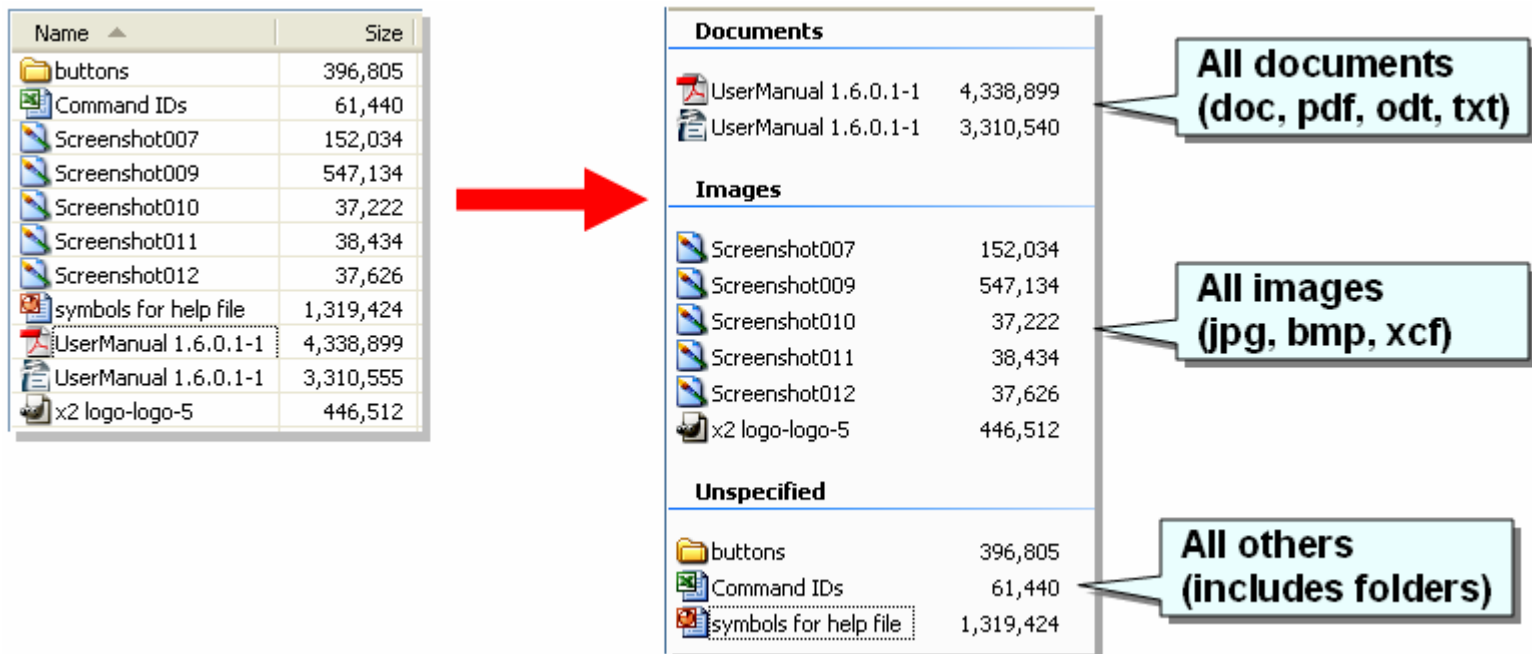 Name Size
buttons 396,805
Command IDs 61,440
Screenshot007 152,034
Screenshot009 547,134
Screenshot010 37,222
Screenshot011 38,434
Screenshot012 37,626
symbols for help file 1,319,424
UserManual 1.6.0.1-1 4,338,899
UserManual 1.6.0.1-1 3,310,555
x2 logo-logo-5 446,512
Documents
UserManual 1.6.0.1-1 4,338,899
UserManual 1.6.0.1-1 3,310,540
Images
Screenshot007 152,034
Screenshot009 547,134
Screenshot010 37,222
Screenshot011 38,434
Screenshot012 37,626
x2 logo-logo-5 446,512
Unspecified
buttons 396,805
Command IDs 61,440
symbols for help file 1,319,424
All documents
(doc, pdf, odt, txt)
All images
(jpg, bmp, xcf)
All others
(includes folders)